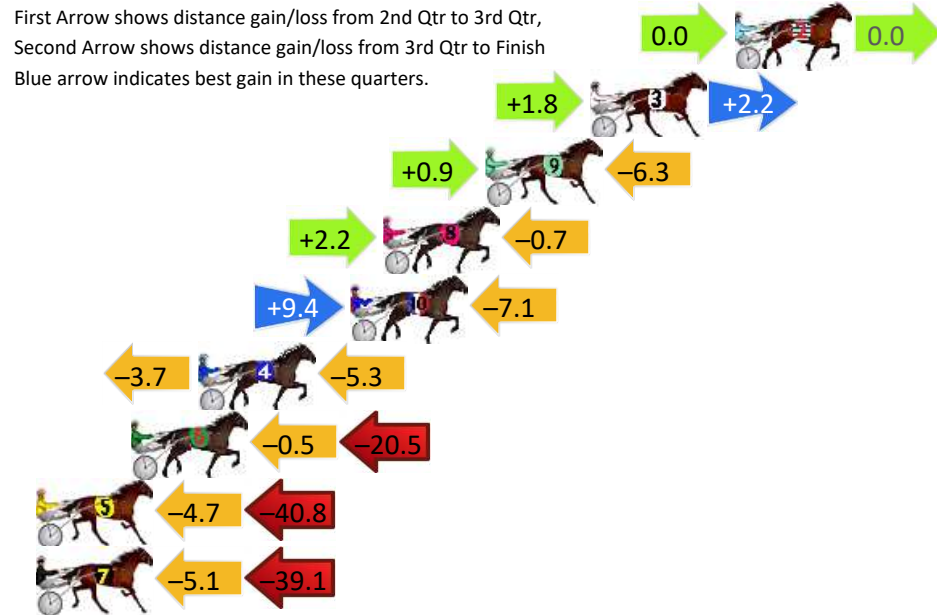 First Arrow shows distance gain/loss from 2nd Qtr to 3rd Qtr,
Second Arrow shows distance gain/loss from 3rd Qtr to Finish
Blue arrow indicates best gain in these quarters.
0.0 2 0.0
+1.8 3 +2.2
+0.9 9 –6.3
+2.2 8 –0.7
+9.4 10 –7.1
–3.7 4 –5.3
6 –0.5 –20.5
5 –4.7 –40.8
7 –5.1 –39.1